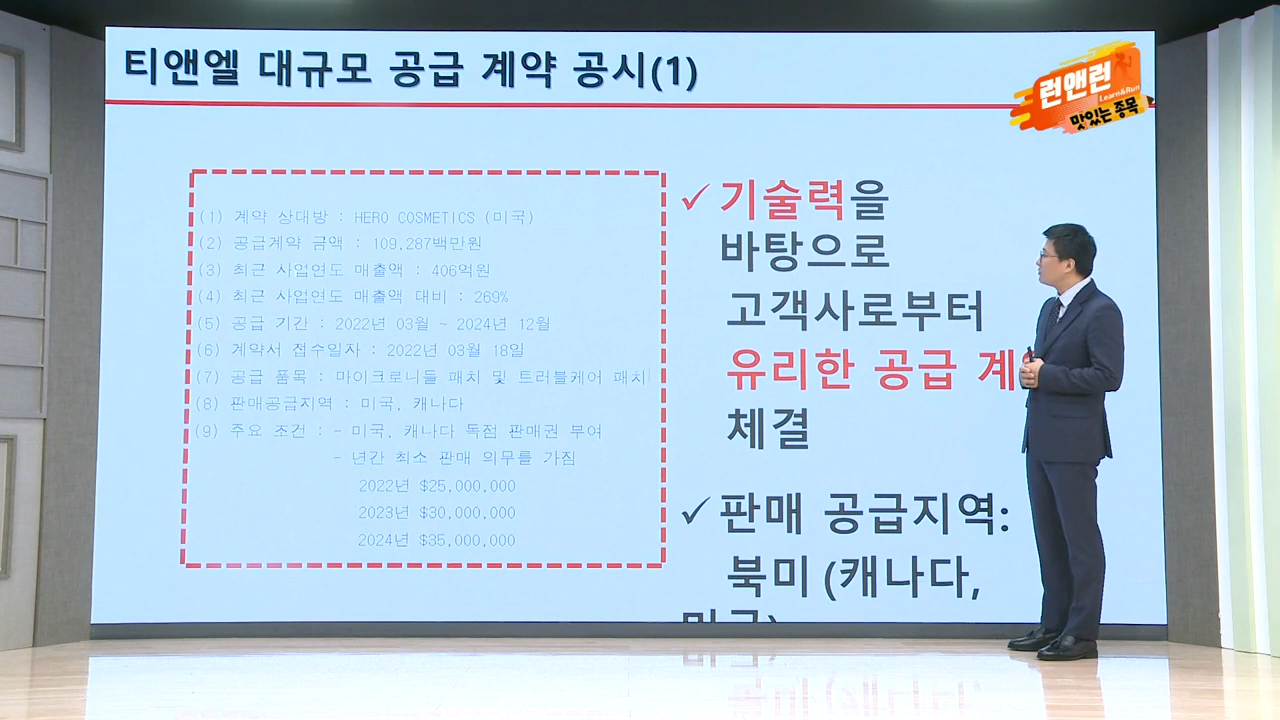 티앤엘 대규모 공급 계약 공시(1)
런앤런
Learn&Run
맛있는 종목
(1) 계약 상대방 : HERO COSMETICS (미국)
(2) 공급계약 금액 : 109,287백만원
(3) 최근 사업연도 매출액 : 406억원
(4) 최근 사업연도 매출액 대비 : 269%
(5) 공급 기간 : 2022년 03월 ~ 2024년 12월
(6) 계약서 접수일자 : 2022년 03월 18일
(7) 공급 품목 : 마이크로니들 패치 및 트러블케어 패치
(8) 판매공급지역 : 미국, 캐나다
(9) 주요 조건 : - 미국, 캐나다 독점 판매권 부여
- 년간 최소 판매 의무를 가짐
2022년 $25,000,000
2023년 $30,000,000
2024년 $35,000,000
✓기술력을
바탕으로
고객사로부터
유리한 공급 계약
체결
✓판매 공급지역:
북미 (캐나다,
미국)